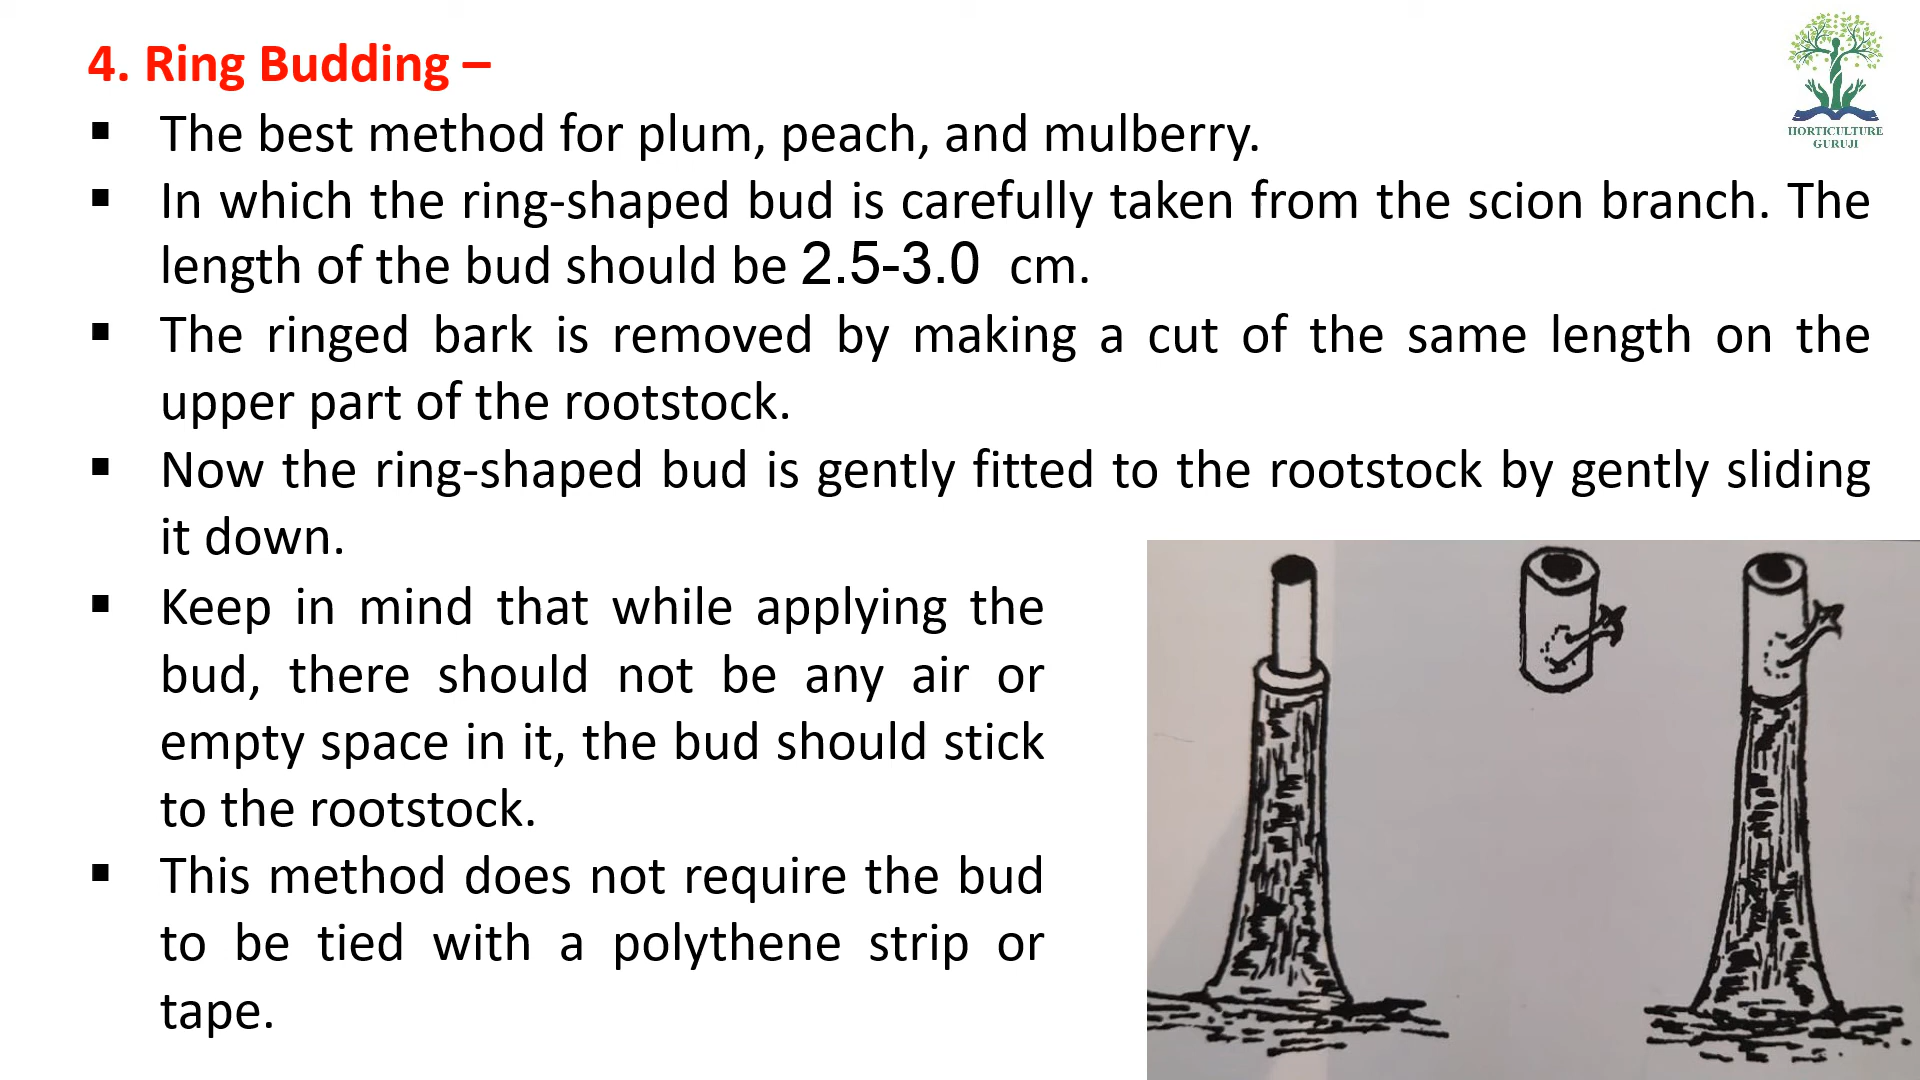 4. Ring Budding –
▪ The best method for plum, peach, and mulberry.
▪ In which the ring-shaped bud is carefully taken from the scion branch. The
length of the bud should be 2.5-3.0 cm.
▪ The ringed bark is removed by making a cut of the same length on the
upper part of the rootstock.
▪ Now the ring-shaped bud is gently fitted to the rootstock by gently sliding
it down.
▪ Keep in mind that while applying the
bud, there should not be any air or
empty space in it, the bud should stick
to the rootstock.
▪ This method does not require the bud
to be tied with a polythene strip or
tape.
HORTICULTURE
GURUJI